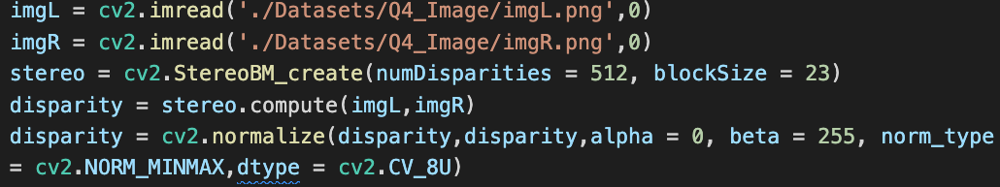 imgL = cv2.imread('./Datasets/Q4_Image/imgL.png',0)
imgR = cv2.imread('./Datasets/Q4_Image/imgR.png',0)
stereo = cv2.StereoBM_create(numDisparities = 512, blockSize = 23)
disparity = stereo.compute(imgL,imgR)
disparity = cv2.normalize(disparity,disparity,alpha = 0, beta = 255, norm_type
= cv2.NORM_MINMAX,dtype = cv2.CV_8U)